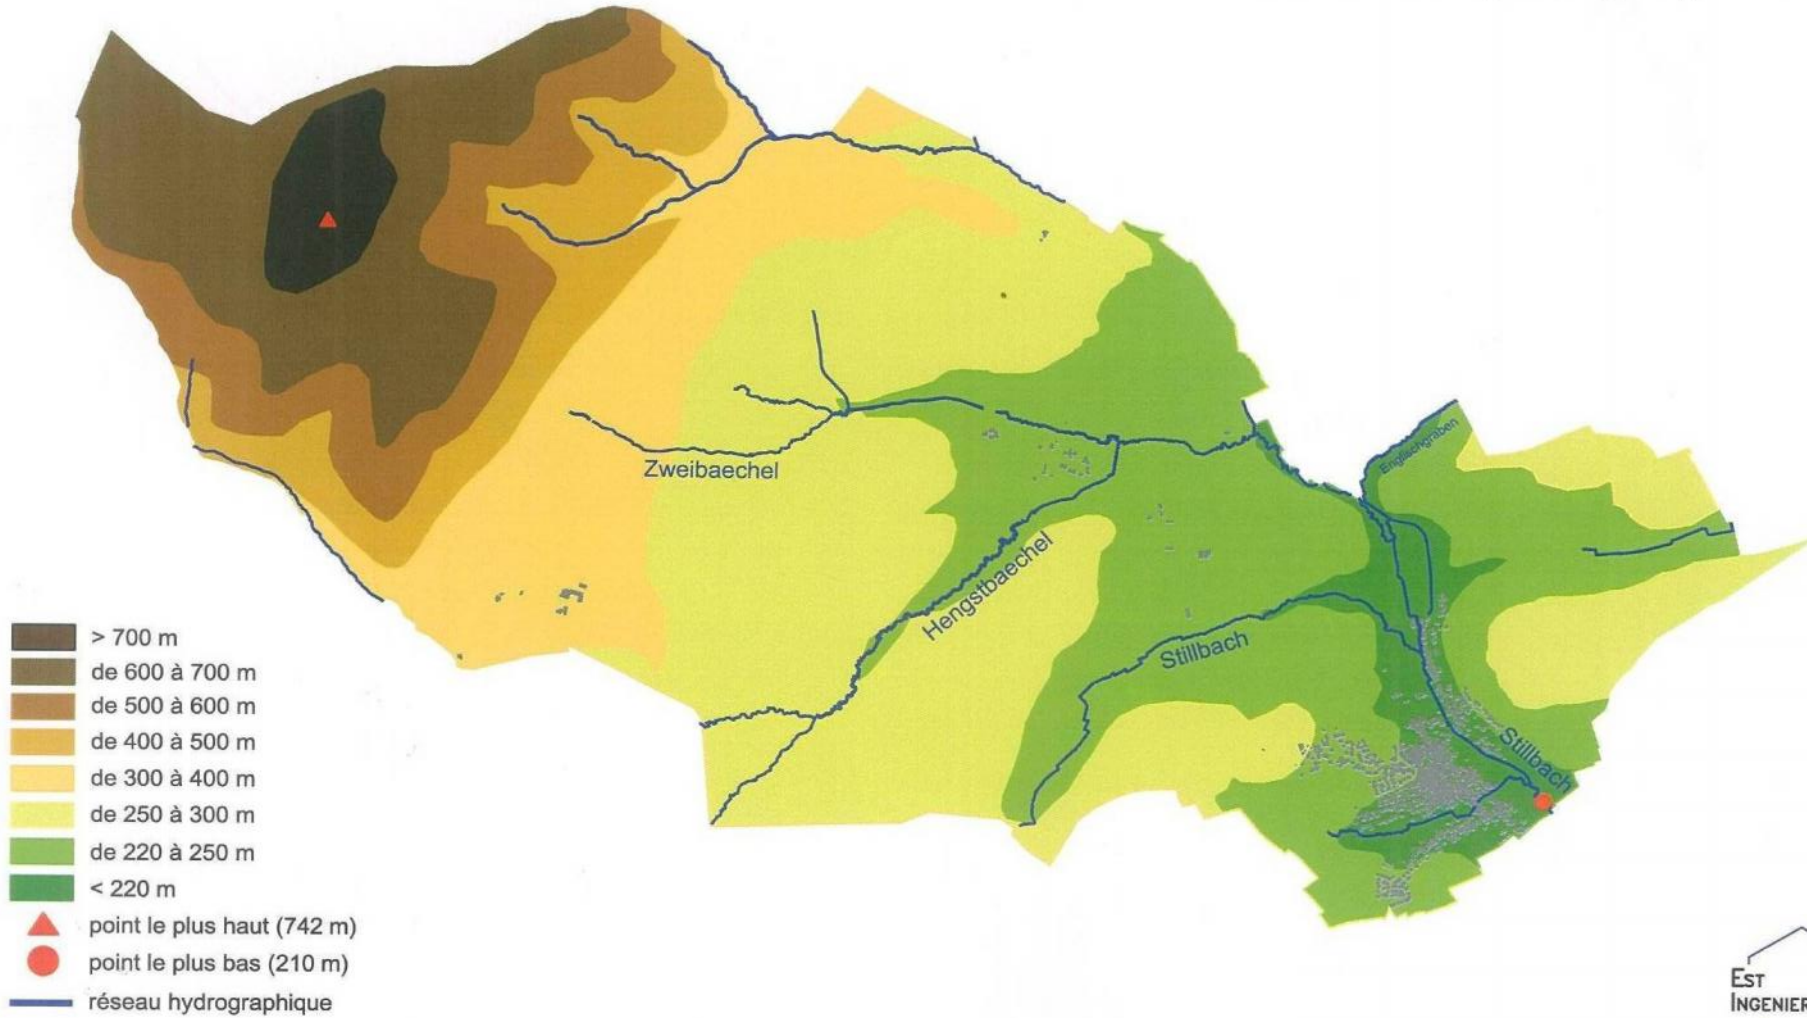 Zweibaechel
Hengstbaechel
Stillbach
Englischgraben
Stillbach
> 700 m
de 600 à 700 m
de 500 à 600 m
de 400 à 500 m
de 300 à 400 m
de 250 à 300 m
de 220 à 250 m
< 220 m
point le plus haut (742 m)
point le plus bas (210 m)
réseau hydrographique
EST
INGENIER